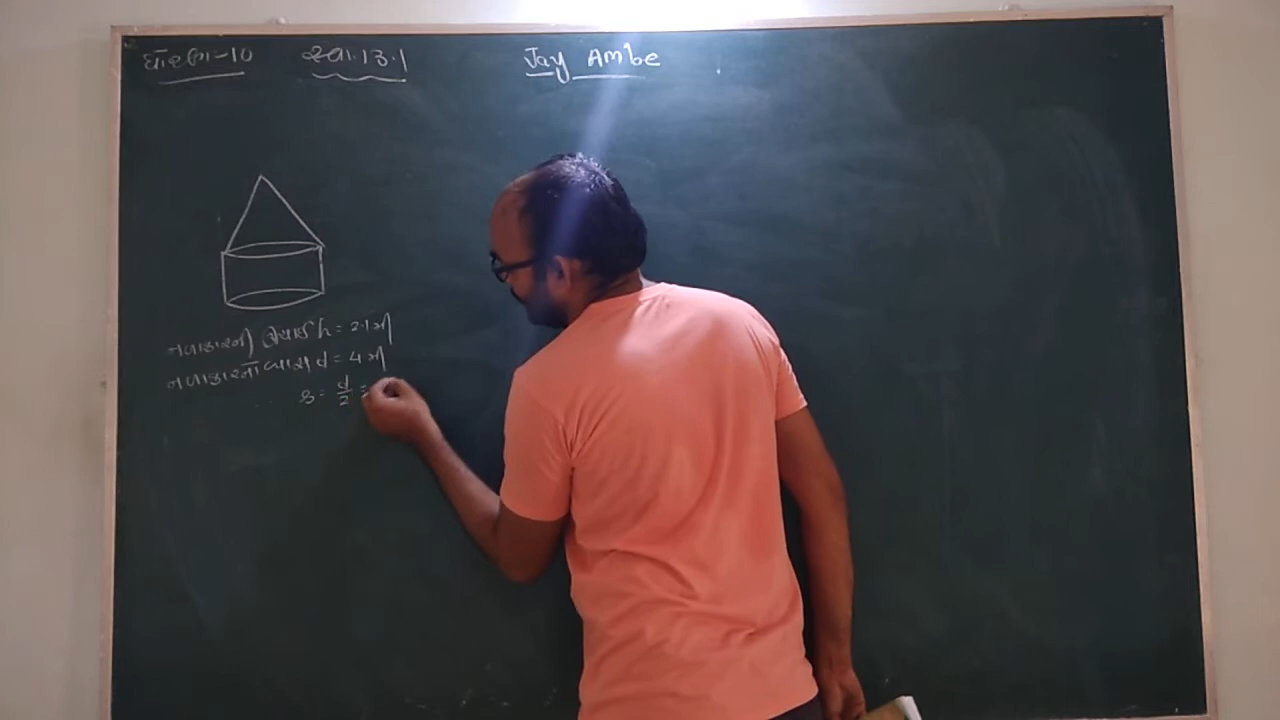 ધોરણ-10 સ્વા.13.1 Jay Ambe
નળાકારની ઊંચાઈ h = 2.1 મી
નળાકારનો વ્યાસ d = 4 મી
r = d/2 =